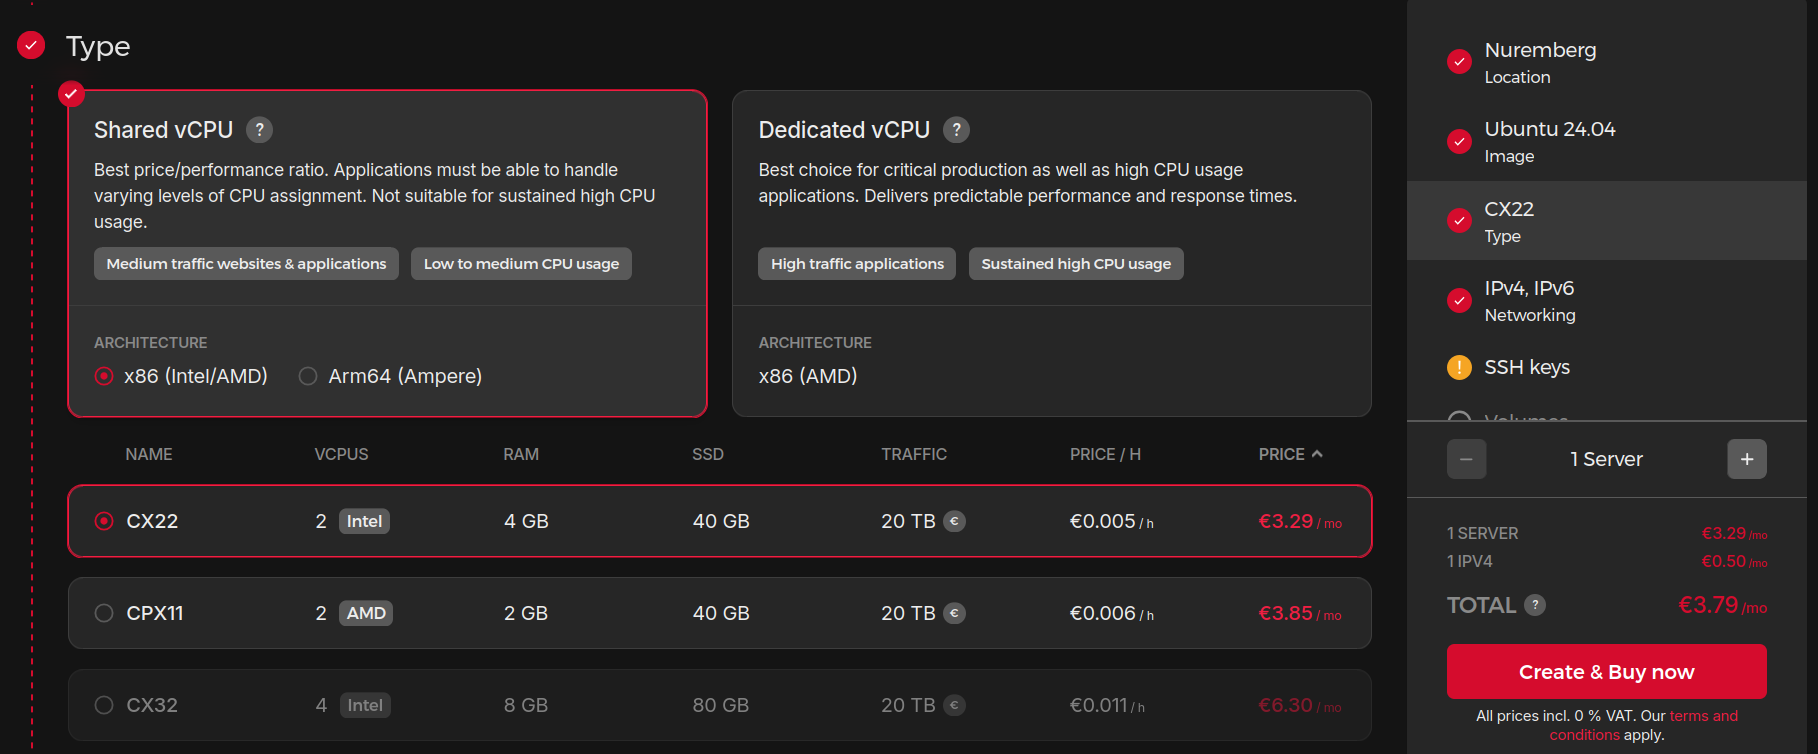 Type
Shared vCPU ?
Best price/performance ratio. Applications must be able to handle
varying levels of CPU assignment. Not suitable for sustained high CPU
usage.
Medium traffic websites & applications
Low to medium CPU usage
ARCHITECTURE
x86 (Intel/AMD)
Arm64 (Ampere)
Dedicated vCPU ?
Best choice for critical production as well as high CPU usage
applications. Delivers predictable performance and response times.
High traffic applications
Sustained high CPU usage
ARCHITECTURE
x86 (AMD)
NAME VCPUS RAM SSD TRAFFIC PRICE / H PRICE
CX22 2 Intel 4 GB 40 GB 20 TB € €0.005 / h €3.29 / mo
CPX11 2 AMD 2 GB 40 GB 20 TB € €0.006 / h €3.85 / mo
CX32 4 Intel 8 GB 80 GB 20 TB € €0.011 / h €6.30 / mo
Nuremberg
Location
Ubuntu 24.04
Image
CX22
Type
IPv4, IPv6
Networking
! SSH keys
Volumes
− 1 Server +
1 SERVER €3.29 /mo
1 IPV4 €0.50 /mo
TOTAL ? €3.79 /mo
Create & Buy now
All prices incl. 0 % VAT. Our terms and
conditions apply.